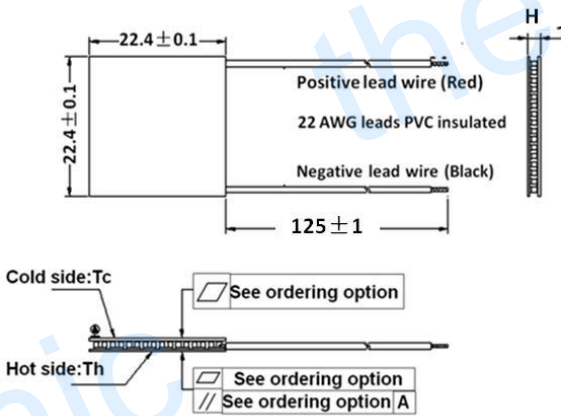 22.4±0.1
H
22.4±0.1
Positive lead wire (Red)
22 AWG leads PVC insulated
Negative lead wire (Black)
125±1
Cold side:Tc
See ordering option
Hot side:Th
See ordering option
// See ordering option A